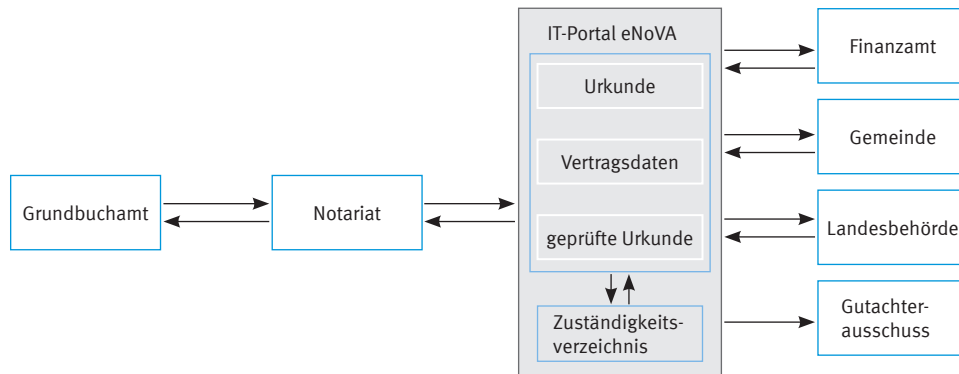 Grundbuchamt
Notariat
IT-Portal eNoVA
Urkunde
Vertragsdaten
geprüfte Urkunde
Zuständigkeits-
verzeichnis
Finanzamt
Gemeinde
Landesbehörde
Gutachter-
ausschuss